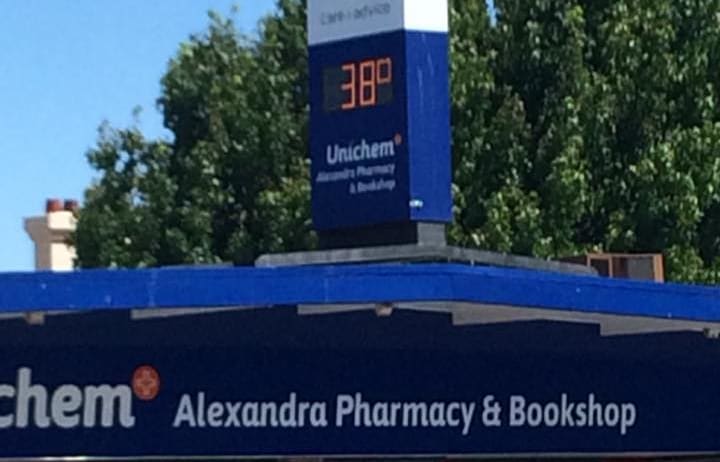 Care & advice
38°
Unichem
Alexandra Pharmacy
& Bookshop
chem
Alexandra Pharmacy & Bookshop